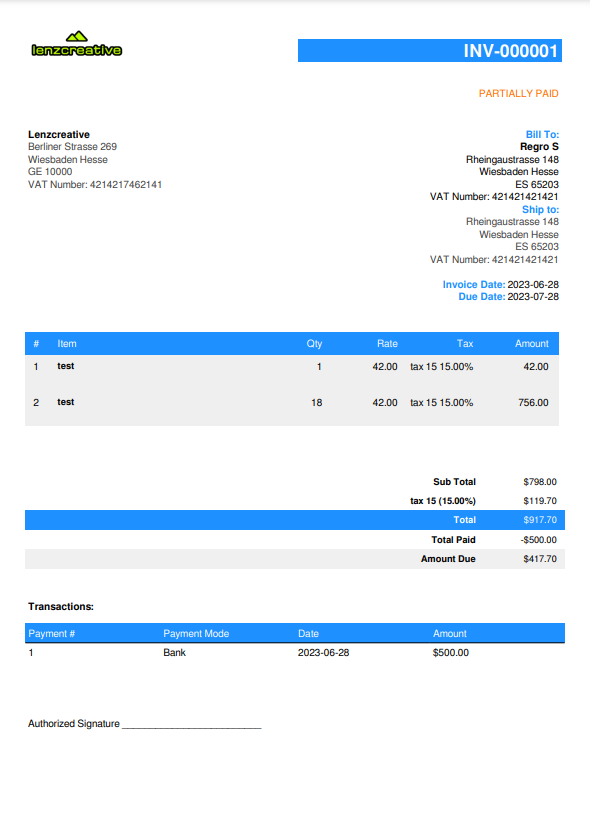 lenzcreative
INV-000001
PARTIALLY PAID
Lenzcreative
Berliner Strasse 269
Wiesbaden Hesse
GE 10000
VAT Number: 4214217462141
Bill To:
Regro S
Rheingaustrasse 148
Wiesbaden Hesse
ES 65203
VAT Number: 421421421421
Ship to:
Rheingaustrasse 148
Wiesbaden Hesse
ES 65203
VAT Number: 421421421421
Invoice Date: 2023-06-28
Due Date: 2023-07-28
# Item Qty Rate Tax Amount
1 test 1 42.00 tax 15 15.00% 42.00
2 test 18 42.00 tax 15 15.00% 756.00
Sub Total $798.00
tax 15 (15.00%) $119.70
Total $917.70
Total Paid -$500.00
Amount Due $417.70
Transactions:
Payment # Payment Mode Date Amount
1 Bank 2023-06-28 $500.00
Authorized Signature _________________________